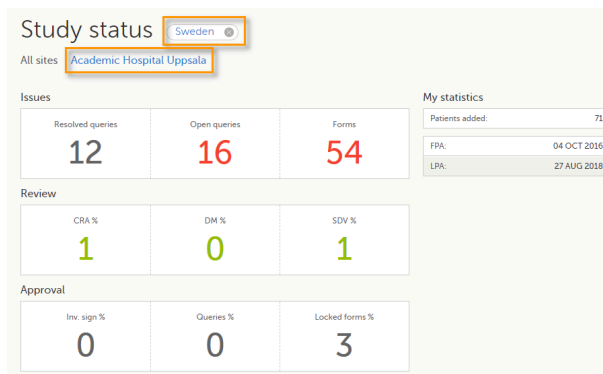 Study status Sweden
All sites Academic Hospital Uppsala
Issues
Resolved queries Open queries Forms
12 16 54
My statistics
Patients added: 71
FPA: 04 OCT 2016
LPA: 27 AUG 2018
Review
CRA % DM % SDV %
1 0 1
Approval
Inv. sign % Queries % Locked forms %
0 0 3